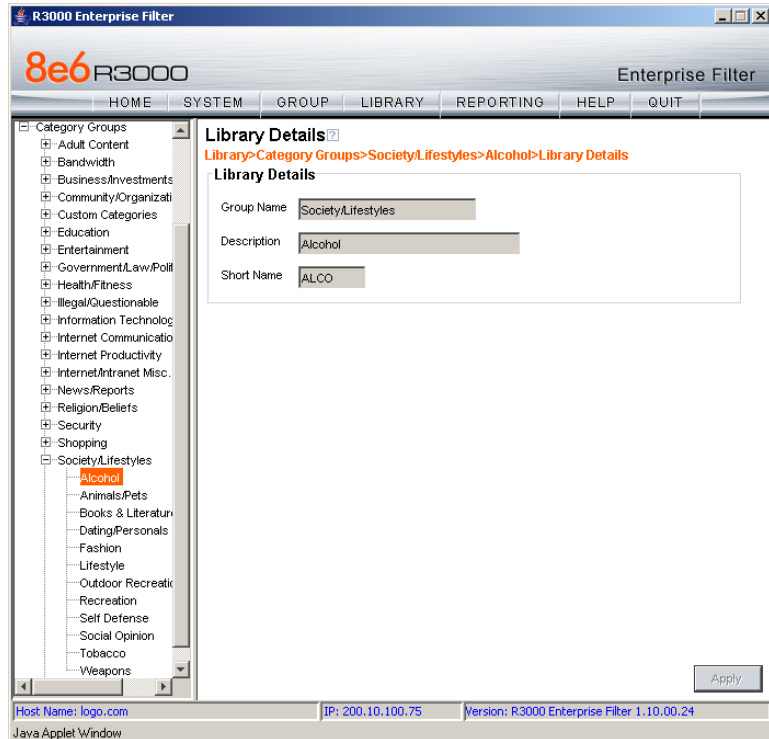 R3000 Enterprise Filter
8e6 R3000
Enterprise Filter
HOME SYSTEM GROUP LIBRARY REPORTING HELP QUIT
Category Groups
Adult Content
Bandwidth
Business/Investments
Community/Organizati
Custom Categories
Education
Entertainment
Government/Law/Polit
Health/Fitness
Illegal/Questionable
Information Technolog
Internet Communicatio
Internet Productivity
Internet/Intranet Misc.
News/Reports
Religion/Beliefs
Security
Shopping
Society/Lifestyles
Alcohol
Animals/Pets
Books & Literature
Dating/Personals
Fashion
Lifestyle
Outdoor Recreatic
Recreation
Self Defense
Social Opinion
Tobacco
Weapons
Library Details ?
Library>Category Groups>Society/Lifestyles>Alcohol>Library Details
Library Details
Group Name Society/Lifestyles
Description Alcohol
Short Name ALCO
Apply
Host Name: logo.com IP: 200.10.100.75 Version: R3000 Enterprise Filter 1.10.00.24
Java Applet Window